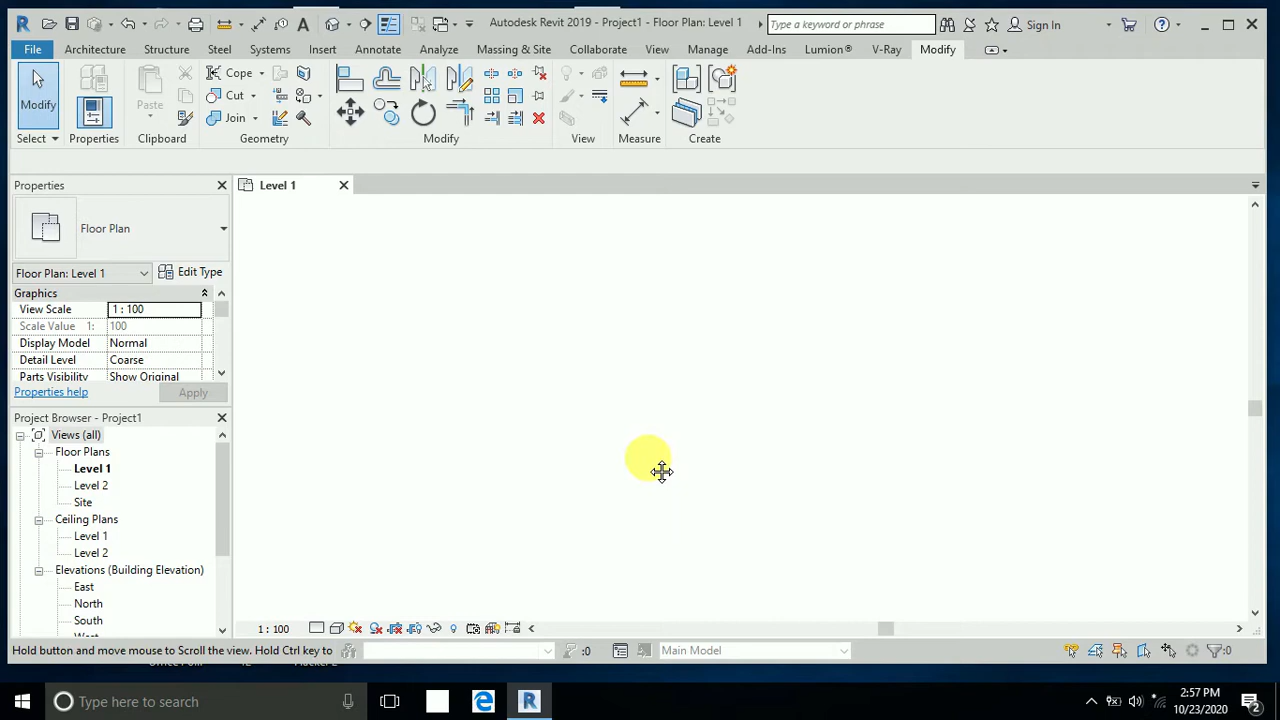 Autodesk Revit 2019 - Project1 - Floor Plan: Level 1
Type a keyword or phrase
Sign In
File Architecture Structure Steel Systems Insert Annotate Analyze Massing & Site Collaborate View Manage Add-Ins Lumion® V-Ray Modify
Modify
Paste
Cope
Cut
Join
Select Properties Clipboard Geometry Modify View Measure Create
Properties
Level 1
Floor Plan
Floor Plan: Level 1
Edit Type
Graphics
View Scale 1 : 100
Scale Value 1: 100
Display Model Normal
Detail Level Coarse
Parts Visibility Show Original
Properties help
Apply
Project Browser - Project1
Views (all)
Floor Plans
Level 1
Level 2
Site
Ceiling Plans
Level 1
Level 2
Elevations (Building Elevation)
East
North
South
West
1 : 100
Hold button and move mouse to Scroll the view. Hold Ctrl key to
:0
Main Model
:0
Type here to search
2:57 PM
10/23/2020
2